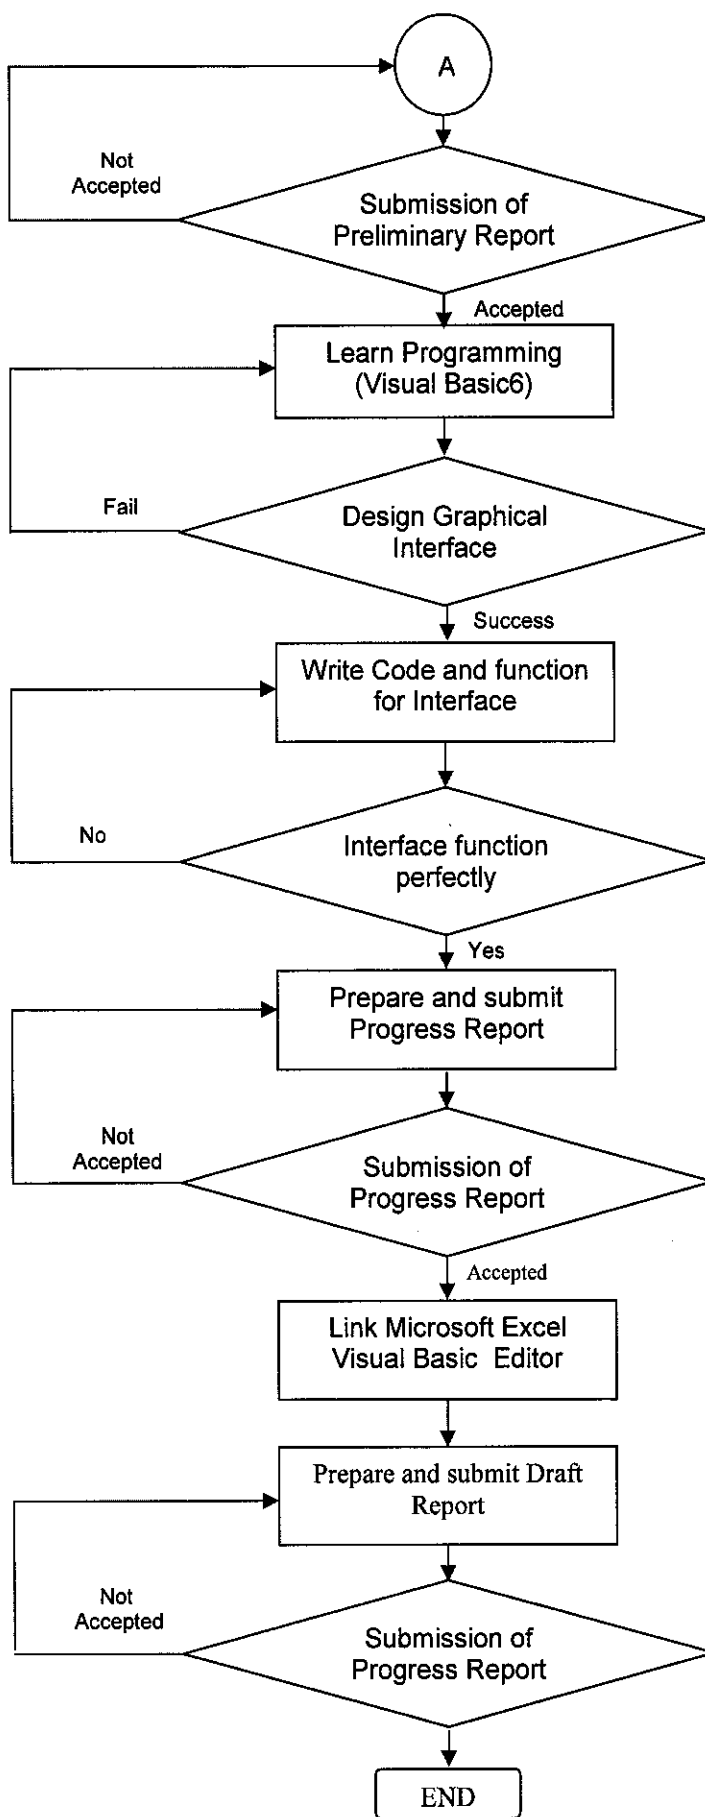 A
Not
Accepted
Submission of
Preliminary Report
Accepted
Learn Programming
(Visual Basic6)
Fail
Design Graphical
Interface
Success
Write Code and function
for Interface
No
Interface function
perfectly
Yes
Prepare and submit
Progress Report
Not
Accepted
Submission of
Progress Report
Accepted
Link Microsoft Excel
Visual Basic Editor
Prepare and submit Draft
Report
Not
Accepted
Submission of
Progress Report
END